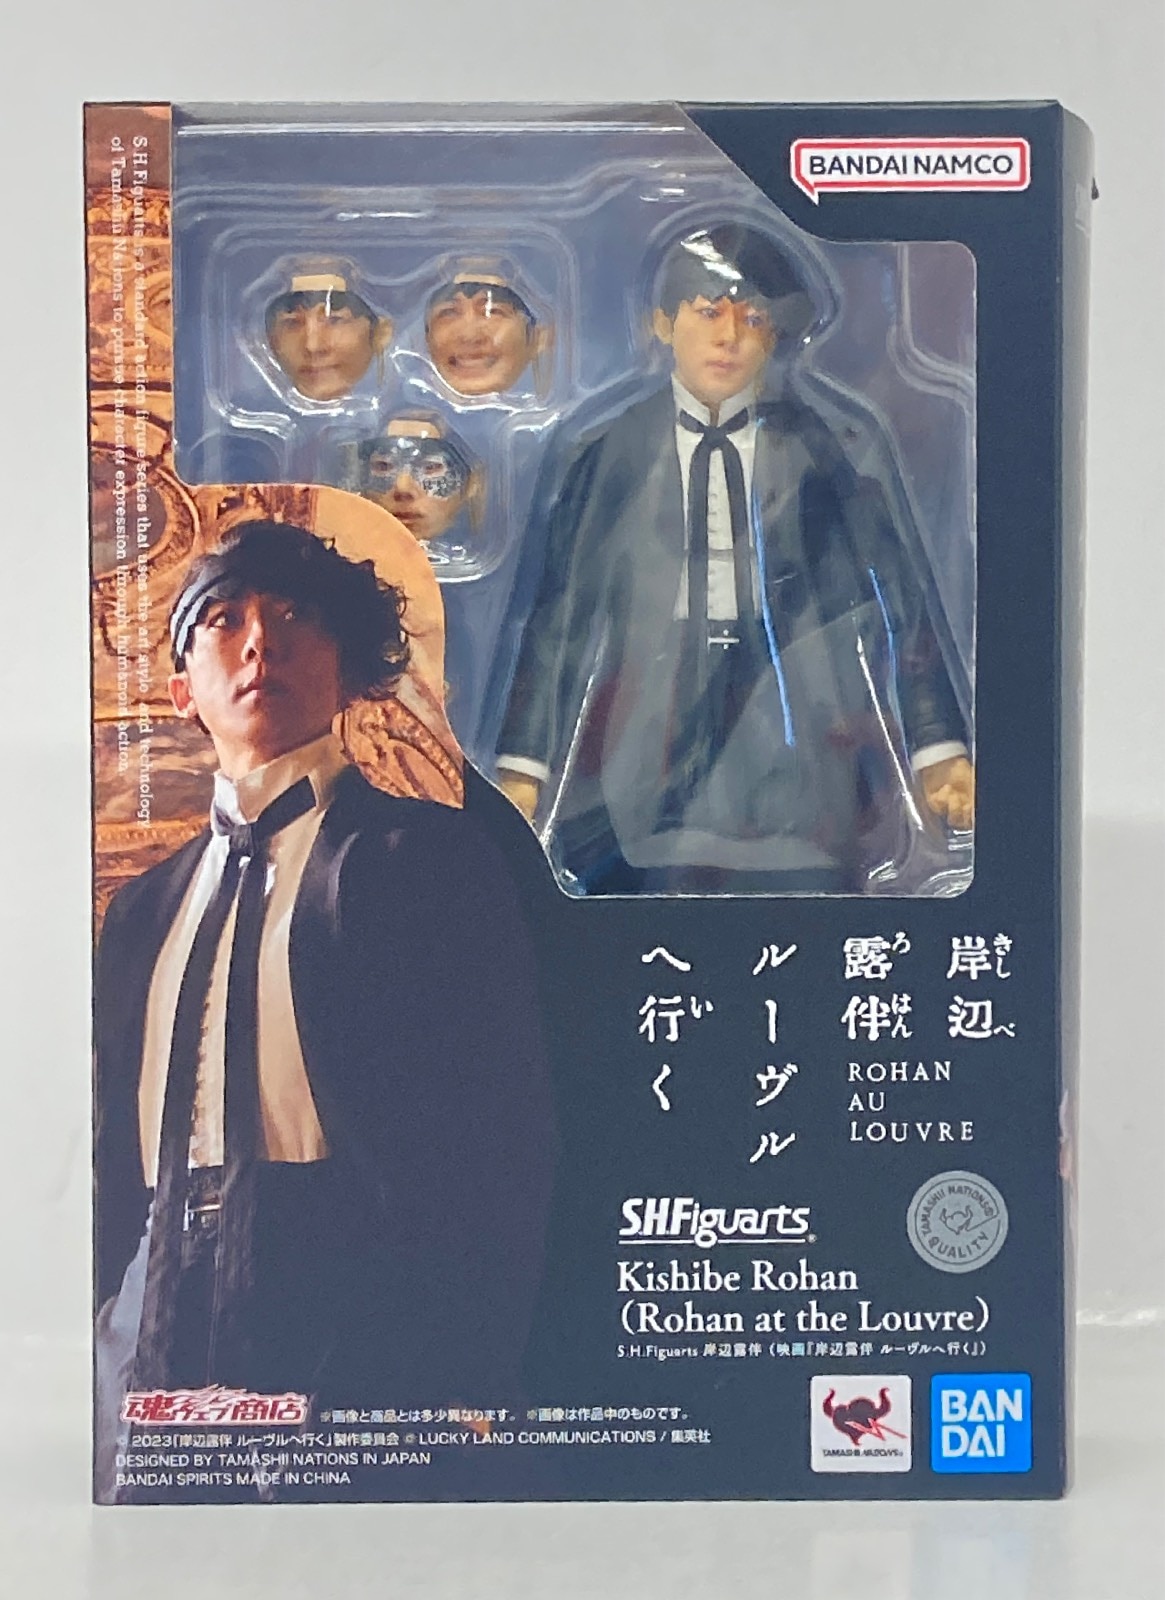 BANDAI NAMCO
S.H.Figuarts is a standard action figure series that uses the art style and technology
of Tamashii Nations to pursue character expression through humanoid action.
岸辺
きしべ
露伴
ろはん
ルーヴル
へ行く
い
ROHAN
AU
LOUVRE
S.H.Figuarts
TAMASHII NATIONS
QUALITY
Kishibe Rohan
(Rohan at the Louvre)
S.H.Figuarts 岸辺露伴（映画『岸辺露伴 ルーヴルへ行く』）
魂ウェブ商店
※画像と商品とは多少異なります。 ※画像は作品中のものです。
© 2023「岸辺露伴 ルーヴルへ行く」製作委員会 © LUCKY LAND COMMUNICATIONS / 集英社
DESIGNED BY TAMASHII NATIONS IN JAPAN
BANDAI SPIRITS MADE IN CHINA
TAMASHII NATIONS
BAN
DAI